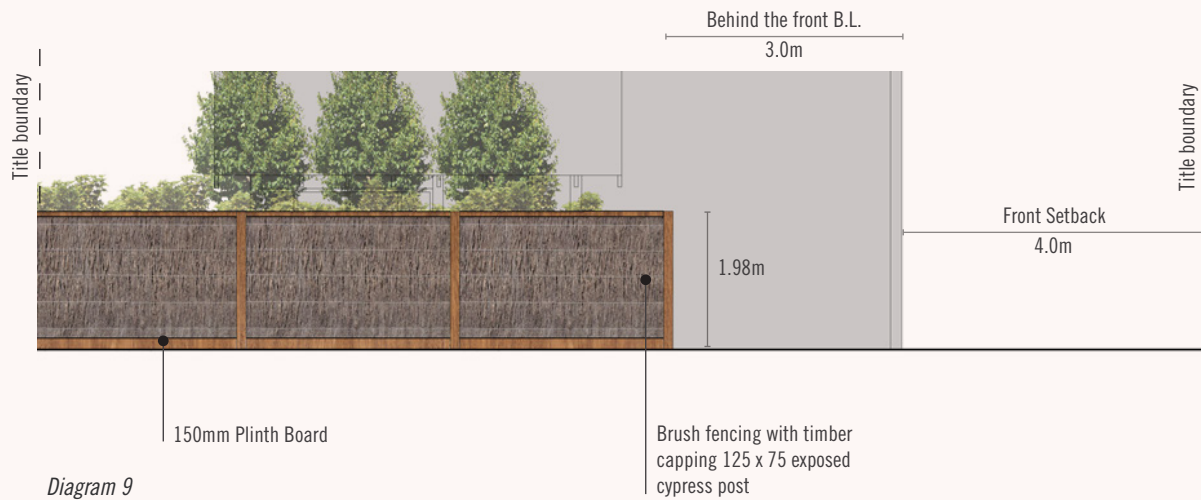 Behind the front B.L.
3.0m
Title boundary
Title boundary
Front Setback
4.0m
1.98m
150mm Plinth Board
Brush fencing with timber
capping 125 x 75 exposed
cypress post
Diagram 9